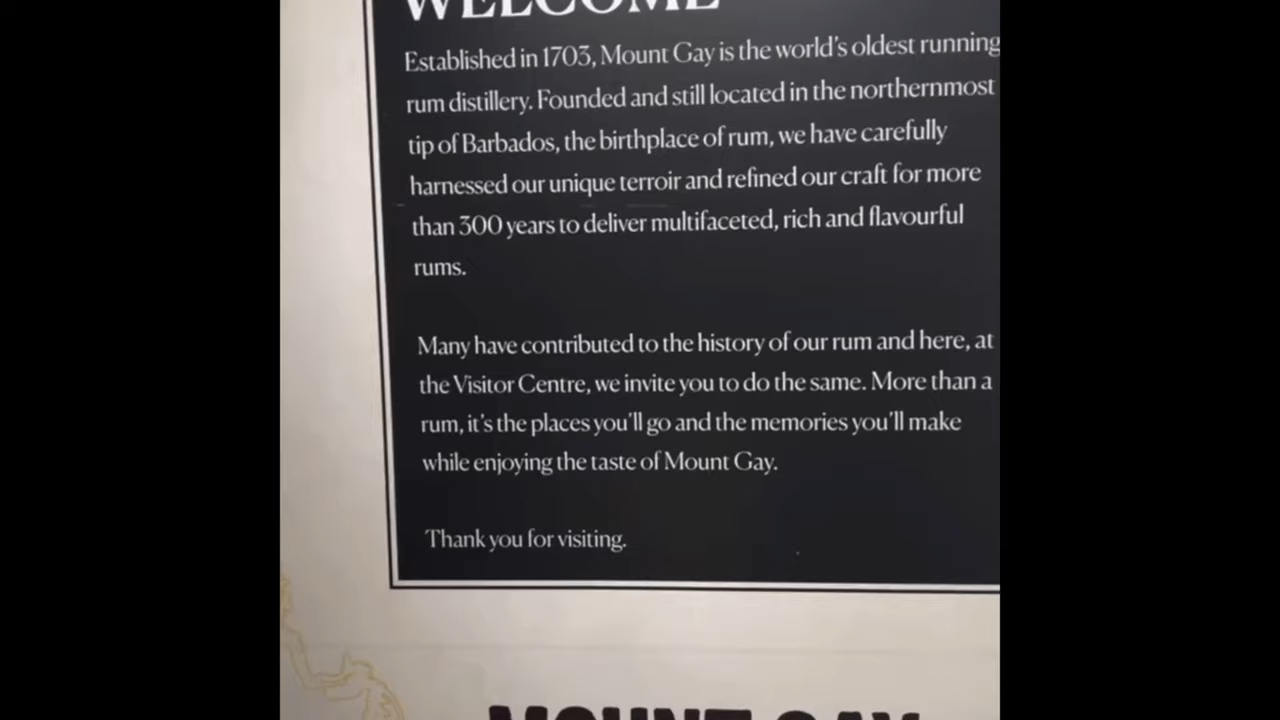 WELCOME
Established in 1703, Mount Gay is the world's oldest running
rum distillery. Founded and still located in the northernmost
tip of Barbados, the birthplace of rum, we have carefully
harnessed our unique terroir and refined our craft for more
than 300 years to deliver multifaceted, rich and flavourful
rums.
Many have contributed to the history of our rum and here, at
the Visitor Centre, we invite you to do the same. More than a
rum, it's the places you'll go and the memories you'll make
while enjoying the taste of Mount Gay.
Thank you for visiting.
MOUNT GAY